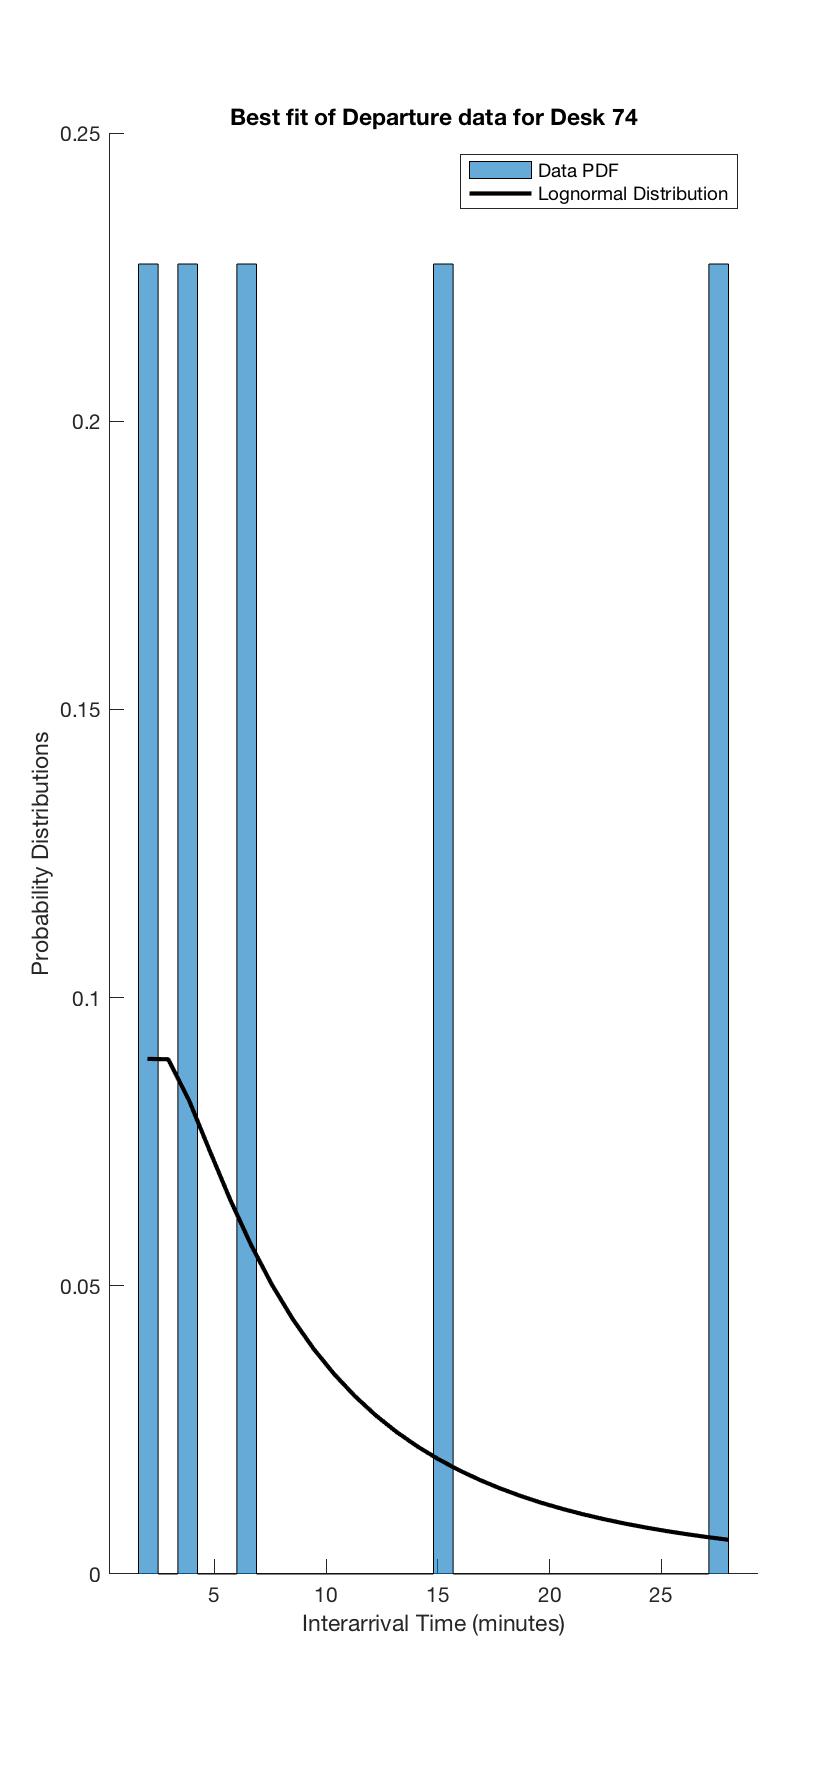 Best fit of Departure data for Desk 74
0.25
Data PDF
Lognormal Distribution
0.2
0.15
Probability Distributions
0.1
0.05
0
5 10 15 20 25
Interarrival Time (minutes)